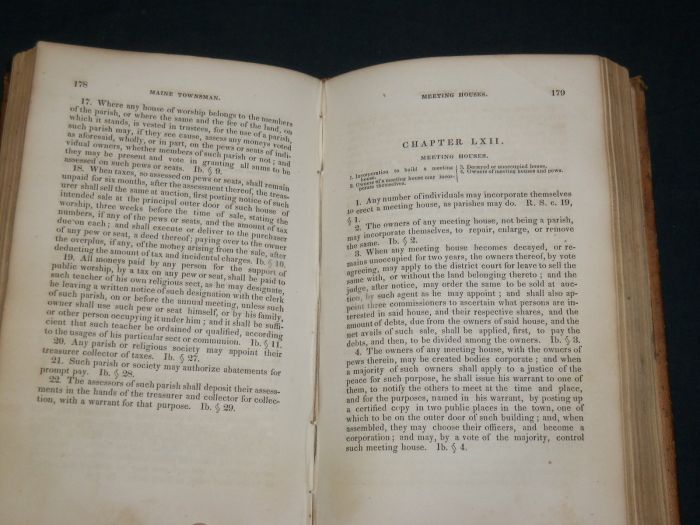 178
MAINE TOWNSMAN.
17. Where any house of worship belongs to the members
of the parish, or where the same and the fee of the land, on
which it stands, is vested in trustees, for the use of a parish,
such parish may, if they see cause, assess any moneys voted
as aforesaid, wholly, or in part, on the pews or seats of indi-
vidual owners, whether members of such parish or not; and
they may be present and vote in granting all sums to be
assessed on such pews or seats. Ib. § 9.
18. When taxes, so assessed on pews or seats, shall remain
unpaid for six months, after the assessment thereof, the treas-
urer shall sell the same at auction, first posting notice of such
intended sale at the principal outer door of such house of
worship, three weeks before the time of sale, stating the
numbers, if any, of the pews or seats, and the amount of tax
due on each; and shall execute or deliver to the purchaser
of any pew or seat, a deed thereof; paying over to the owner
the overplus, if any, of the money arising from the sale, after
deducting the amount of tax and incidental charges. Ib. § 10.
19. All money paid by any person for the support of
public worship, by a tax on any pew or seat, shall be paid to
such teacher of his own religious sect, as he may designate,
he leaving a written notice of such designation with the clerk
of such parish, on or before the annual meeting, unless such
owner shall use such pew or seat himself, or by his family,
or other person occupying it under him; and it shall be suffi-
cient that such teacher be ordained or qualified, according
to the usages of his particular sect or communion. Ib. § 11.
20. Any parish or religious society may appoint their
treasurer collector of taxes. Ib. § 27.
21. Such parish or society may authorize abatements for
prompt pay. Ib. § 28.
22. The assessors of such parish shall deposit their assess-
ments in the hands of the treasurer and collector for collec-
tion, with a warrant for that purpose. Ib. § 29.
MEETING HOUSES.
179
CHAPTER LXII.
MEETING HOUSES.
1. Incorporation to build a meeting
house.
2. Owners of a meeting house may incor-
porate themselves.
3. Decayed or unoccupied house.
4. Owners of meeting houses and pews.
1. Any number of individuals may incorporate themselves
to erect a meeting house, as parishes may do. R. S. c. 19,
§ 1.
2. The owners of any meeting house, not being a parish,
may incorporate themselves, to repair, enlarge, or remove
the same. Ib. § 2.
3. When any meeting house becomes decayed, or re-
mains unoccupied for two years, the owners thereof, by vote
agreeing, may apply to the district court for leave to sell the
same with, or without the land belonging thereto; and the
judge, after notice, may order the same to be sold at auc-
tion, by such agent as he may appoint; and shall also ap-
point three commissioners to ascertain what persons are in-
terested in said house, and their respective shares, and the
amount of debts, due from the owners of said house, and the
net avails of such sale, shall be applied, first, to pay the
debts, and then, to be divided among the owners. Ib. § 3.
4. The owners of any meeting house, with the owners of
pews therein, may be created bodies corporate; and when
a majority of such owners shall apply to a justice of the
peace for such purpose, he shall issue his warrant to one of
them, to notify the others to meet at the time and place,
and for the purposes, named in his warrant, by posting up
a certified copy in two public places in the town, one of
which to be on the outer door of such building; and, when
assembled, they may choose their officers, and become a
corporation; and may, by a vote of the majority, control
such meeting house. Ib. § 4.